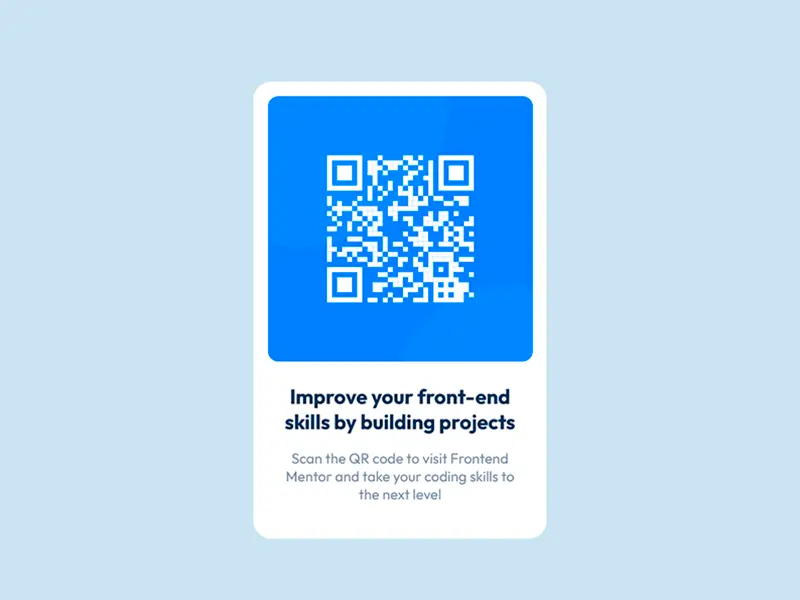 Improve your front-end
skills by building projects
Scan the QR code to visit Frontend
Mentor and take your coding skills to
the next level